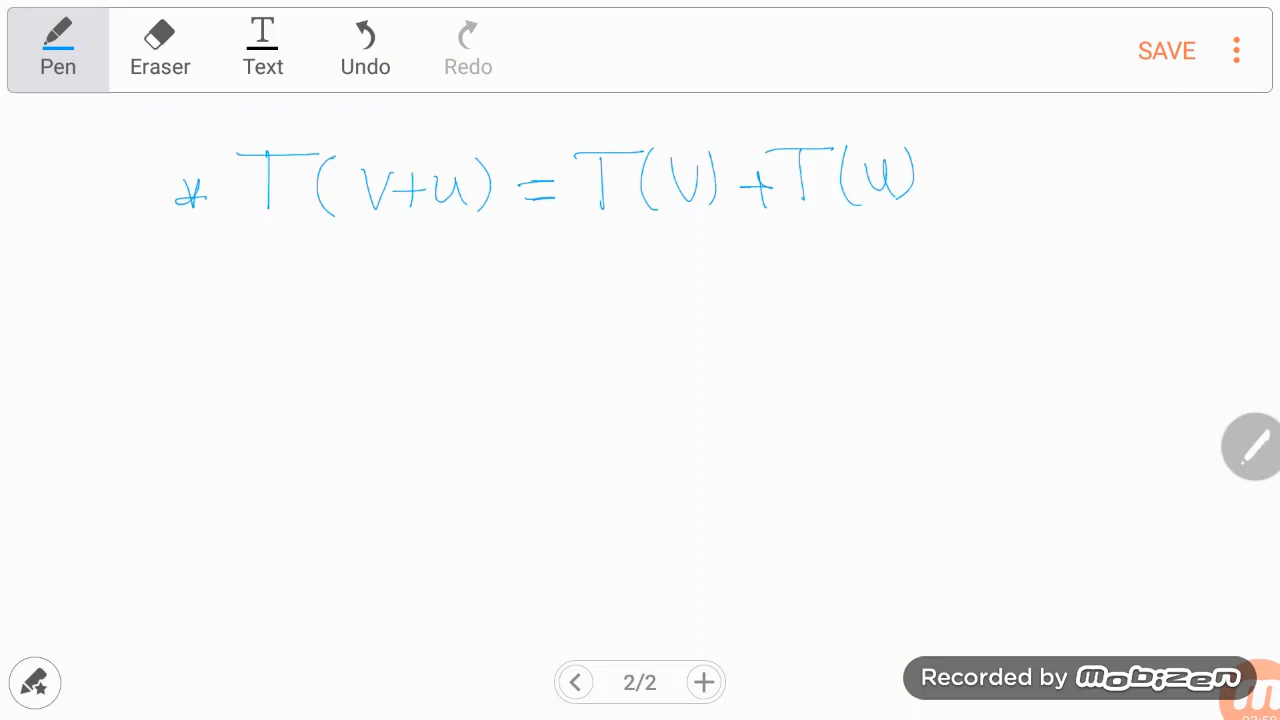 Pen Eraser Text Undo Redo SAVE
* T(v+u) = T(v) + T(u)
2/2
Recorded by mobizen